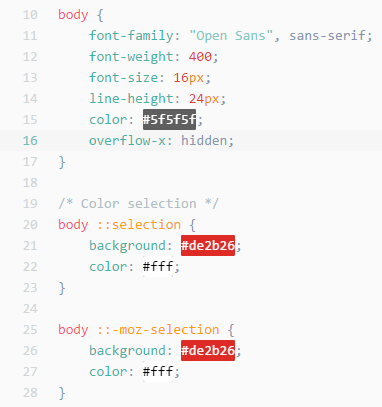 10 body {
11     font-family: "Open Sans", sans-serif;
12     font-weight: 400;
13     font-size: 16px;
14     line-height: 24px;
15     color: #5f5f5f;
16     overflow-x: hidden;
17 }
18
19 /* Color selection */
20 body ::selection {
21     background: #de2b26;
22     color: #fff;
23 }
24
25 body ::-moz-selection {
26     background: #de2b26;
27     color: #fff;
28 }